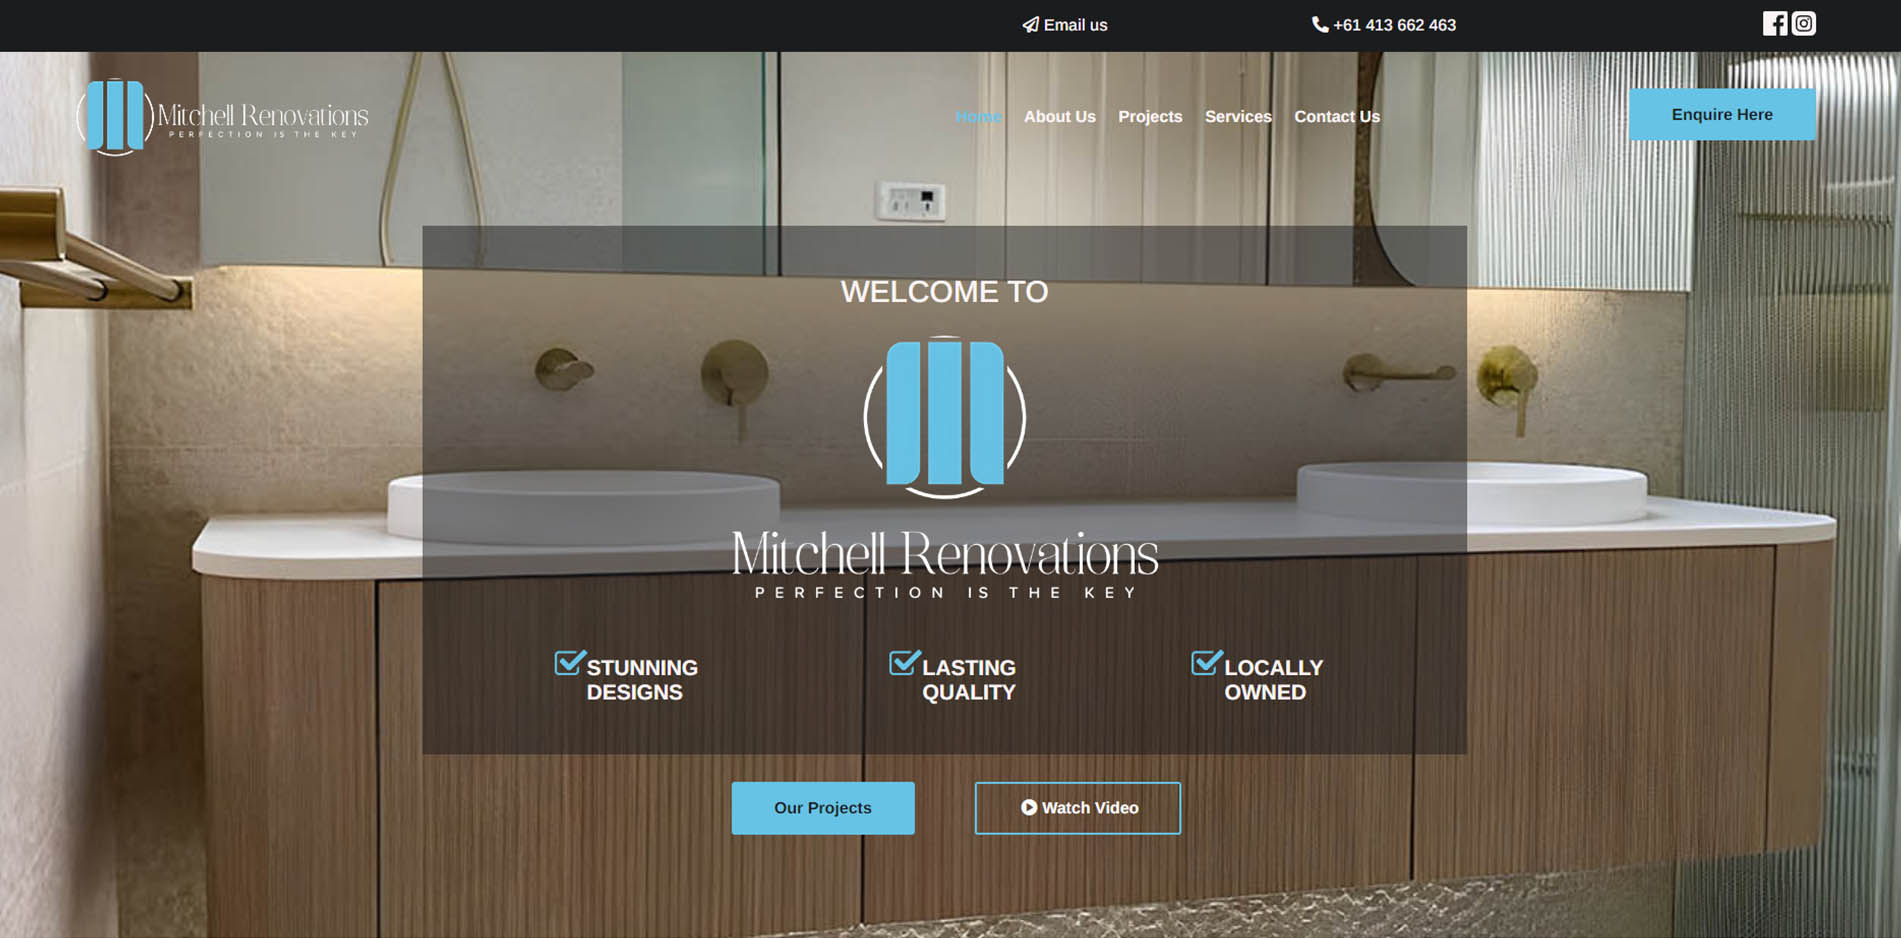 Email us
+61 413 662 463
Mitchell Renovations
PERFECTION IS THE KEY
Home
About Us
Projects
Services
Contact Us
Enquire Here
WELCOME TO
Mitchell Renovations
PERFECTION IS THE KEY
STUNNING
DESIGNS
LASTING
QUALITY
LOCALLY
OWNED
Our Projects
Watch Video